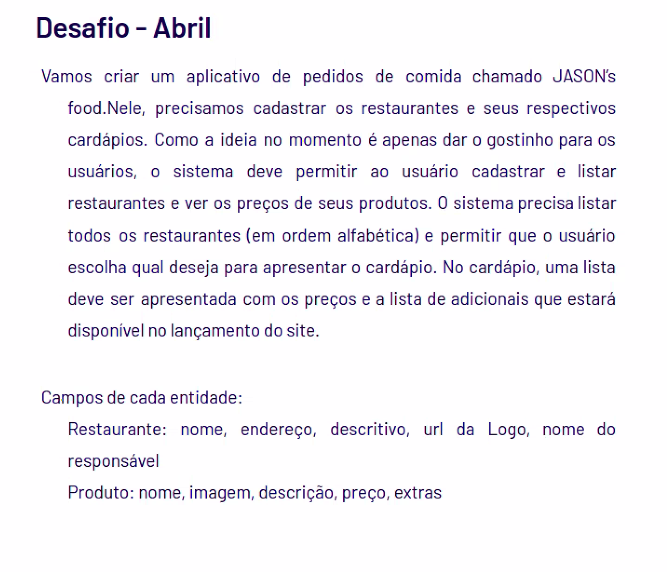 Desafio - Abril
Vamos criar um aplicativo de pedidos de comida chamado JASON's
food.Nele, precisamos cadastrar os restaurantes e seus respectivos
cardápios. Como a ideia no momento é apenas dar o gostinho para os
usuários, o sistema deve permitir ao usuário cadastrar e listar
restaurantes e ver os preços de seus produtos. O sistema precisa listar
todos os restaurantes (em ordem alfabética) e permitir que o usuário
escolha qual deseja para apresentar o cardápio. No cardápio, uma lista
deve ser apresentada com os preços e a lista de adicionais que estará
disponível no lançamento do site.
Campos de cada entidade:
Restaurante: nome, endereço, descritivo, url da Logo, nome do
responsável
Produto: nome, imagem, descrição, preço, extras